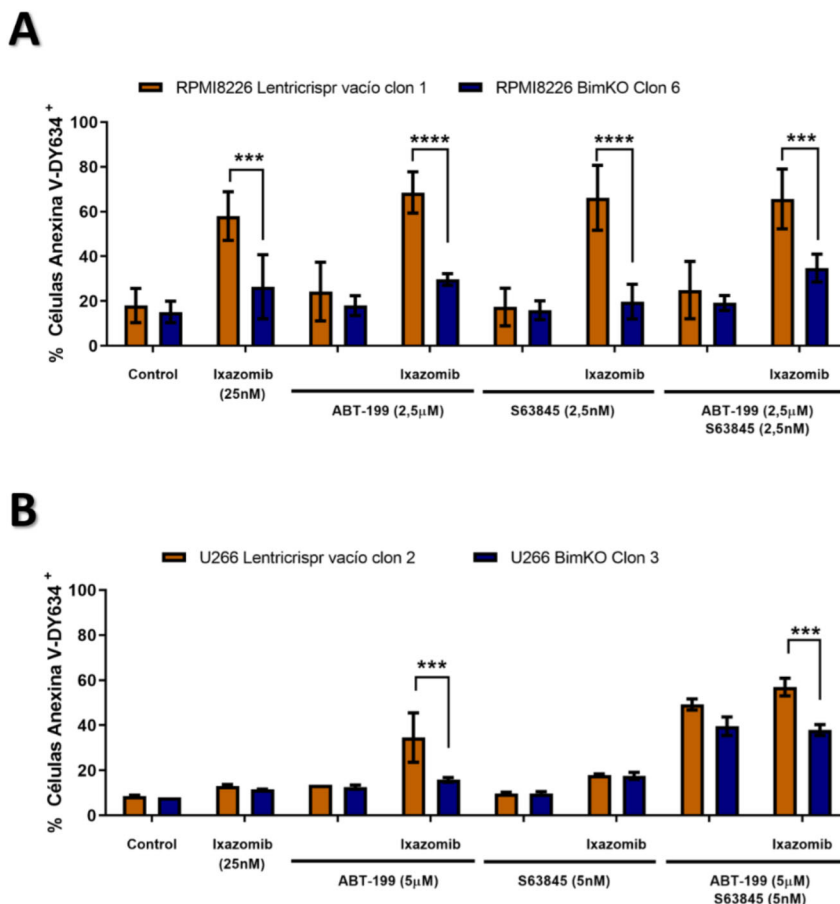 A
RPMI8226 Lentricrispr vacío clon 1 RPMI8226 BimKO Clon 6
% Células Anexina V-DY634 +
100
80
60
40
20
0
*** **** **** ***
Control Ixazomib Ixazomib Ixazomib Ixazomib
(25nM)
ABT-199 (2,5μM) S63845 (2,5nM) ABT-199 (2,5μM)
S63845 (2,5nM)
B
U266 Lentricrispr vacío clon 2 U266 BimKO Clon 3
% Células Anexina V-DY634 +
100
80
60
40
20
0
*** ***
Control Ixazomib Ixazomib Ixazomib Ixazomib
(25nM)
ABT-199 (5μM) S63845 (5nM) ABT-199 (5μM)
S63845 (5nM)